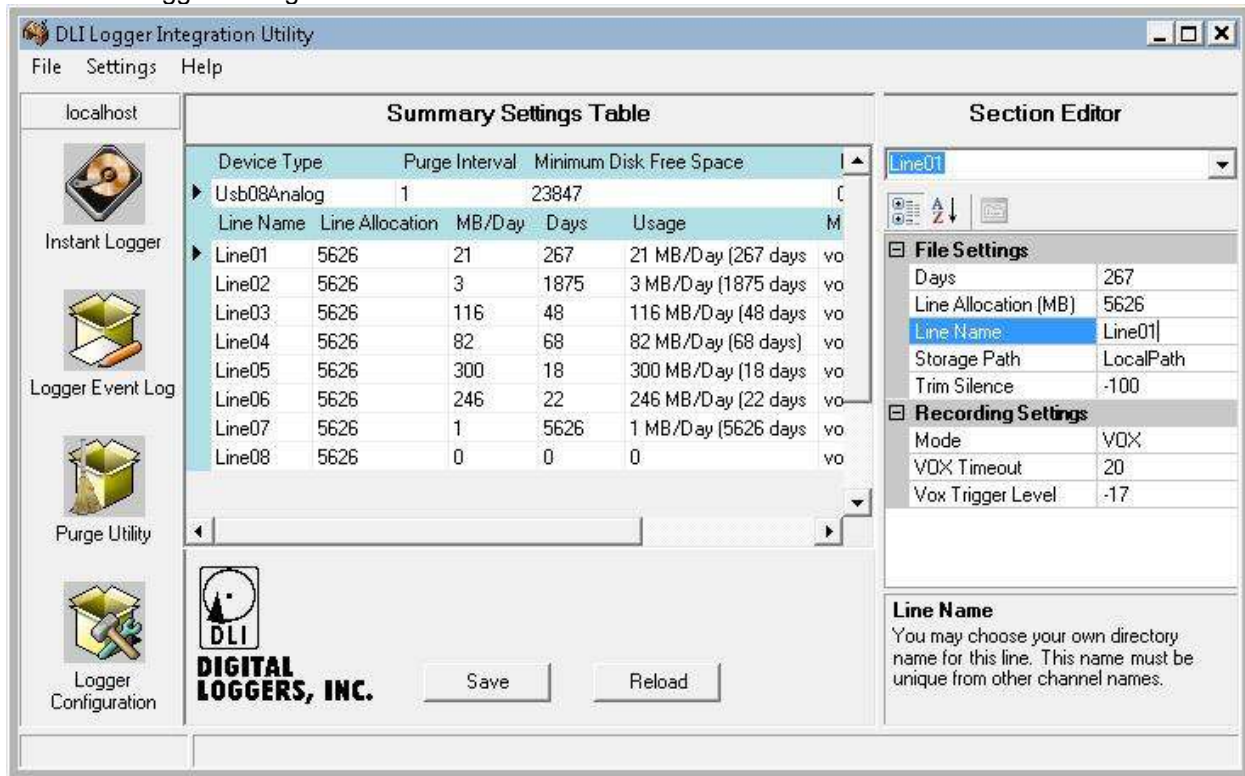 DLI Logger Integration Utility
File Settings Help
localhost
Instant Logger
Logger Event Log
Purge Utility
Logger
Configuration
Summary Settings Table
Device Type Purge Interval Minimum Disk Free Space
Usb08Analog 1 23847
Line Name Line Allocation MB/Day Days Usage M
Line01 5626 21 267 21 MB/Day (267 days vo
Line02 5626 3 1875 3 MB/Day (1875 days vo
Line03 5626 116 48 116 MB/Day (48 days vo
Line04 5626 82 68 82 MB/Day (68 days) vo
Line05 5626 300 18 300 MB/Day (18 days vo
Line06 5626 246 22 246 MB/Day (22 days vo
Line07 5626 1 5626 1 MB/Day (5626 days vo
Line08 5626 0 0 0 vo
DLI
DIGITAL
LOGGERS, INC.
Save Reload
Section Editor
Line01
File Settings
Days 267
Line Allocation (MB) 5626
Line Name Line01
Storage Path LocalPath
Trim Silence -100
Recording Settings
Mode VOX
VOX Timeout 20
Vox Trigger Level -17
Line Name
You may choose your own directory
name for this line. This name must be
unique from other channel names.